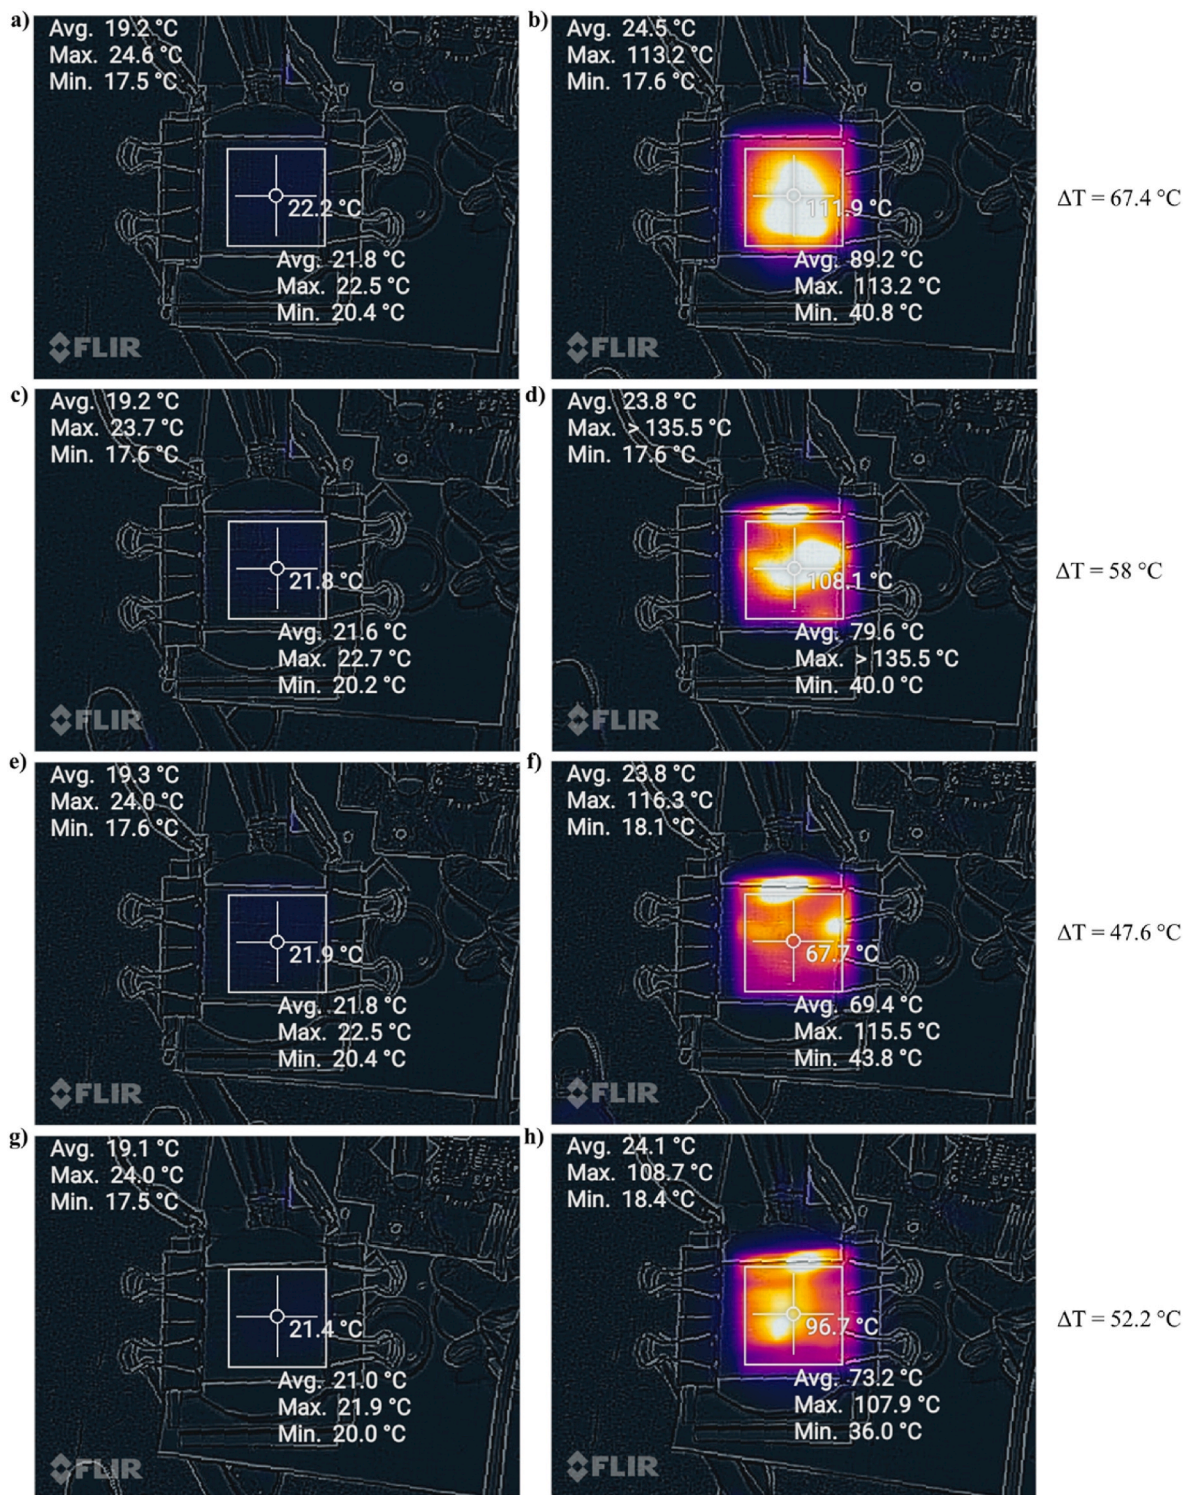 a)
Avg. 19.2 °C
Max. 24.6 °C
Min. 17.5 °C
22.2 °C
Avg. 21.8 °C
Max. 22.5 °C
Min. 20.4 °C
FLIR
b)
Avg. 24.5 °C
Max. 113.2 °C
Min. 17.6 °C
111.9 °C
Avg. 89.2 °C
Max. 113.2 °C
Min. 40.8 °C
FLIR
ΔT = 67.4 °C
c)
Avg. 19.2 °C
Max. 23.7 °C
Min. 17.6 °C
21.8 °C
Avg. 21.6 °C
Max. 22.7 °C
Min. 20.2 °C
FLIR
d)
Avg. 23.8 °C
Max. > 135.5 °C
Min. 17.6 °C
108.1 °C
Avg. 79.6 °C
Max. > 135.5 °C
Min. 40.0 °C
FLIR
ΔT = 58 °C
e)
Avg. 19.3 °C
Max. 24.0 °C
Min. 17.6 °C
21.9 °C
Avg. 21.8 °C
Max. 22.5 °C
Min. 20.4 °C
FLIR
f)
Avg. 23.8 °C
Max. 116.3 °C
Min. 18.1 °C
67.7 °C
Avg. 69.4 °C
Max. 115.5 °C
Min. 43.8 °C
FLIR
ΔT = 47.6 °C
g)
Avg. 19.1 °C
Max. 24.0 °C
Min. 17.5 °C
21.4 °C
Avg. 21.0 °C
Max. 21.9 °C
Min. 20.0 °C
FLIR
h)
Avg. 24.1 °C
Max. 108.7 °C
Min. 18.4 °C
96.7 °C
Avg. 73.2 °C
Max. 107.9 °C
Min. 36.0 °C
FLIR
ΔT = 52.2 °C